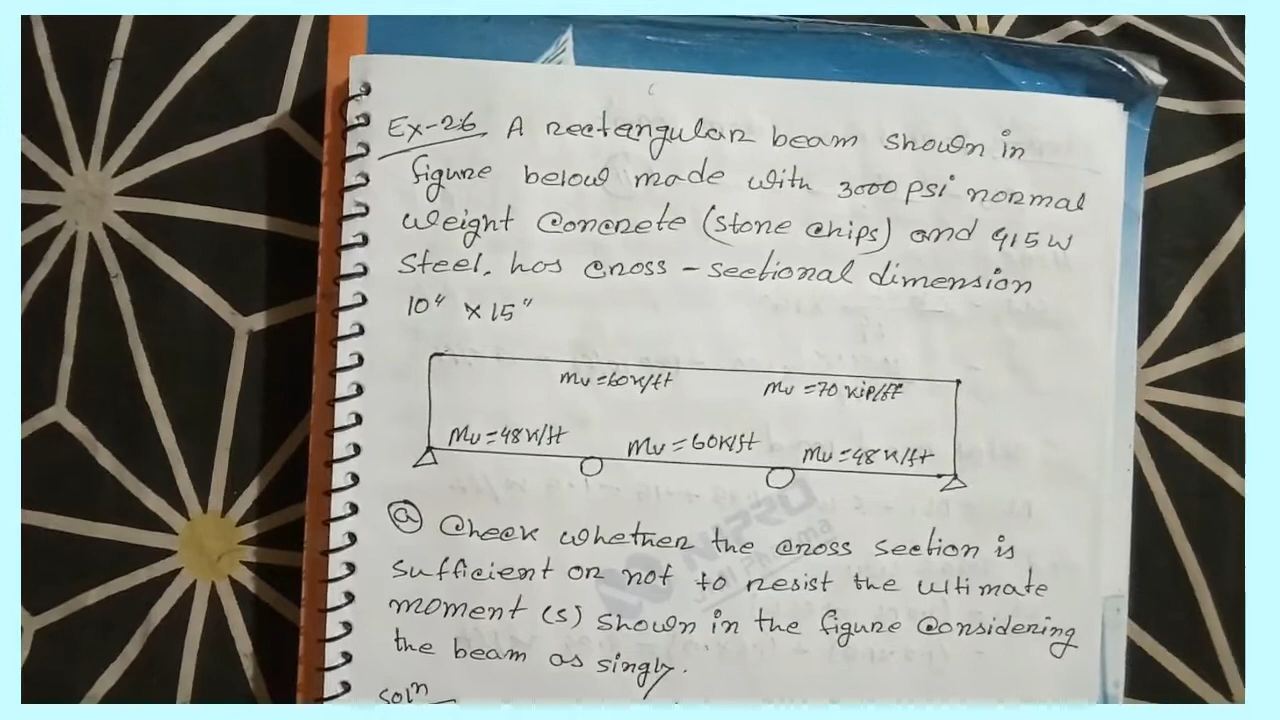 Ex-2.6 A rectangular beam shown in
figure below made with 3000 psi normal
weight concrete (stone chips) and 415 W
steel. has cross - sectional dimension
10" x 15"
Mu = 60 k/ft Mu = 70 kip/ft
Mu = 48 k/ft Mu = 60 k/ft Mu = 48 k/ft
(a) Check whether the cross section is
sufficient or not to resist the ultimate
moment (s) shown in the figure considering
the beam as singly.
Solⁿ